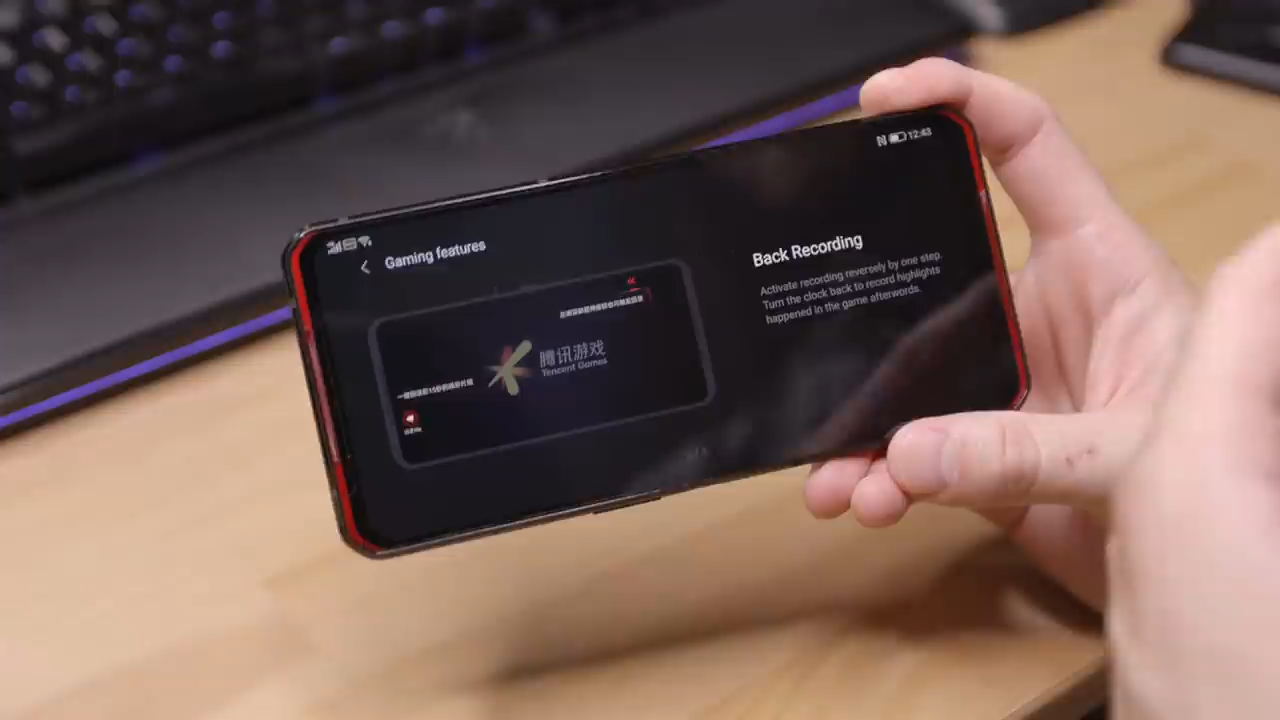 12:43
Gaming features
腾讯游戏
Tencent Games
Back Recording
Activate recording reversely by one step.
Turn the clock back to record highlights
happened in the game afterwords.